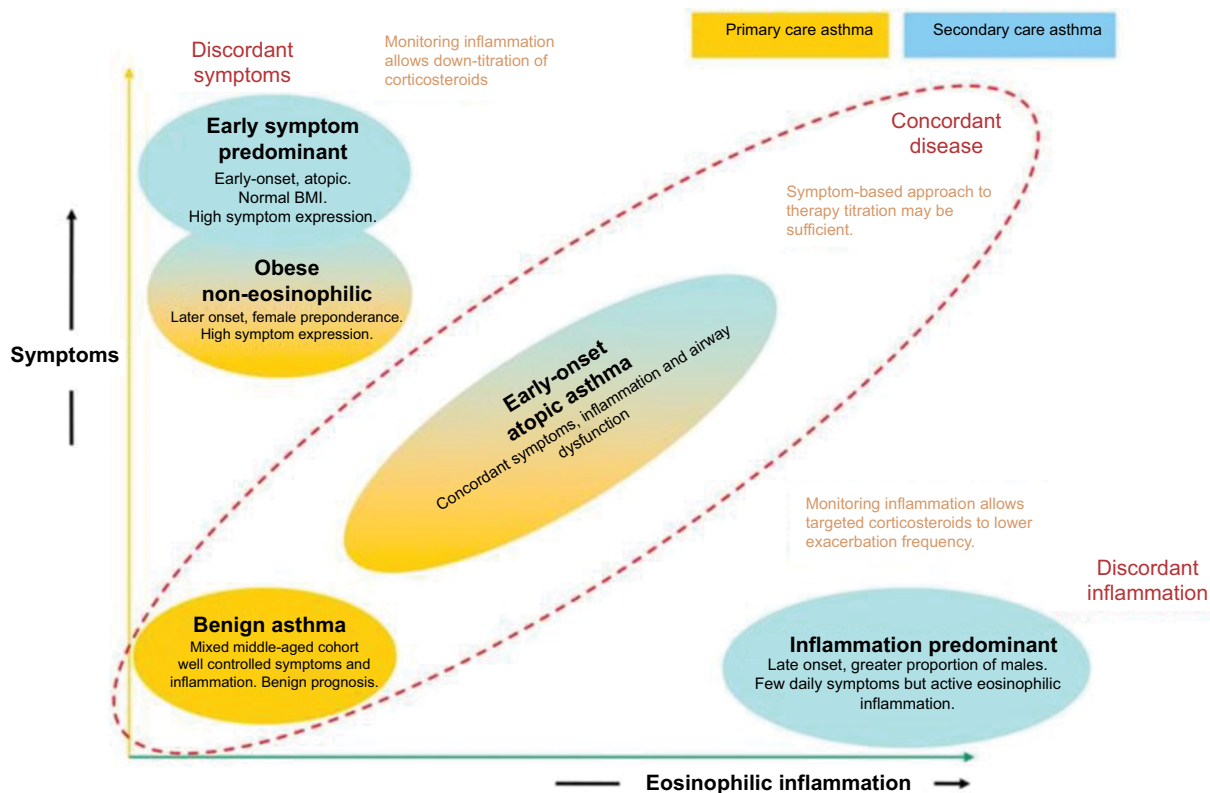 Discordant
symptoms
Monitoring inflammation
allows down-titration of
corticosteroids
Primary care asthma
Secondary care asthma
Early symptom
predominant
Early-onset, atopic.
Normal BMI.
High symptom expression.
Concordant
disease
Symptom-based approach to
therapy titration may be
sufficient.
Obese
non-eosinophilic
Later onset, female preponderance.
High symptom expression.
Symptoms
Early-onset
atopic asthma
Concordant symptoms, inflammation and airway
dysfunction
Monitoring inflammation allows
targeted corticosteroids to lower
exacerbation frequency.
Discordant
inflammation
Benign asthma
Mixed middle-aged cohort
well controlled symptoms and
inflammation. Benign prognosis.
Inflammation predominant
Late onset, greater proportion of males.
Few daily symptoms but active eosinophilic
inflammation.
Eosinophilic inflammation